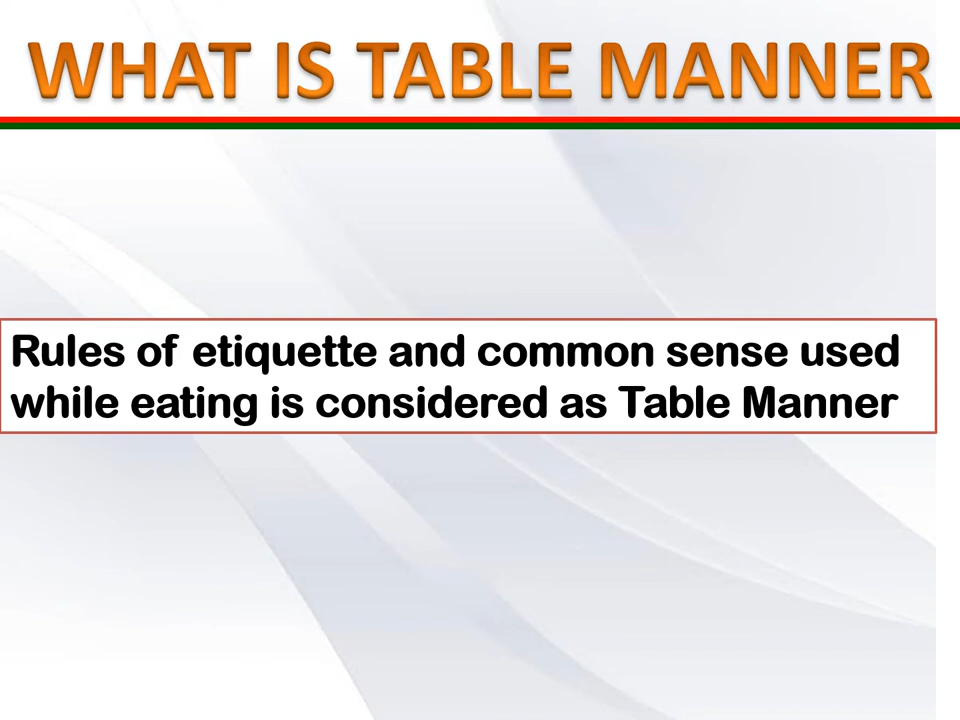 WHAT IS TABLE MANNER
Rules of etiquette and common sense used
while eating is considered as Table Manner